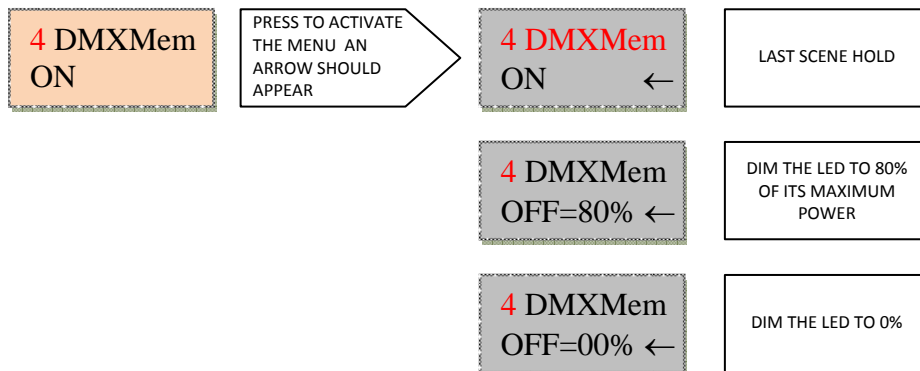 4 DMXMem
ON
PRESS TO ACTIVATE
THE MENU AN
ARROW SHOULD
APPEAR
4 DMXMem
ON ←
LAST SCENE HOLD
4 DMXMem
OFF=80% ←
DIM THE LED TO 80%
OF ITS MAXIMUM
POWER
4 DMXMem
OFF=00% ←
DIM THE LED TO 0%